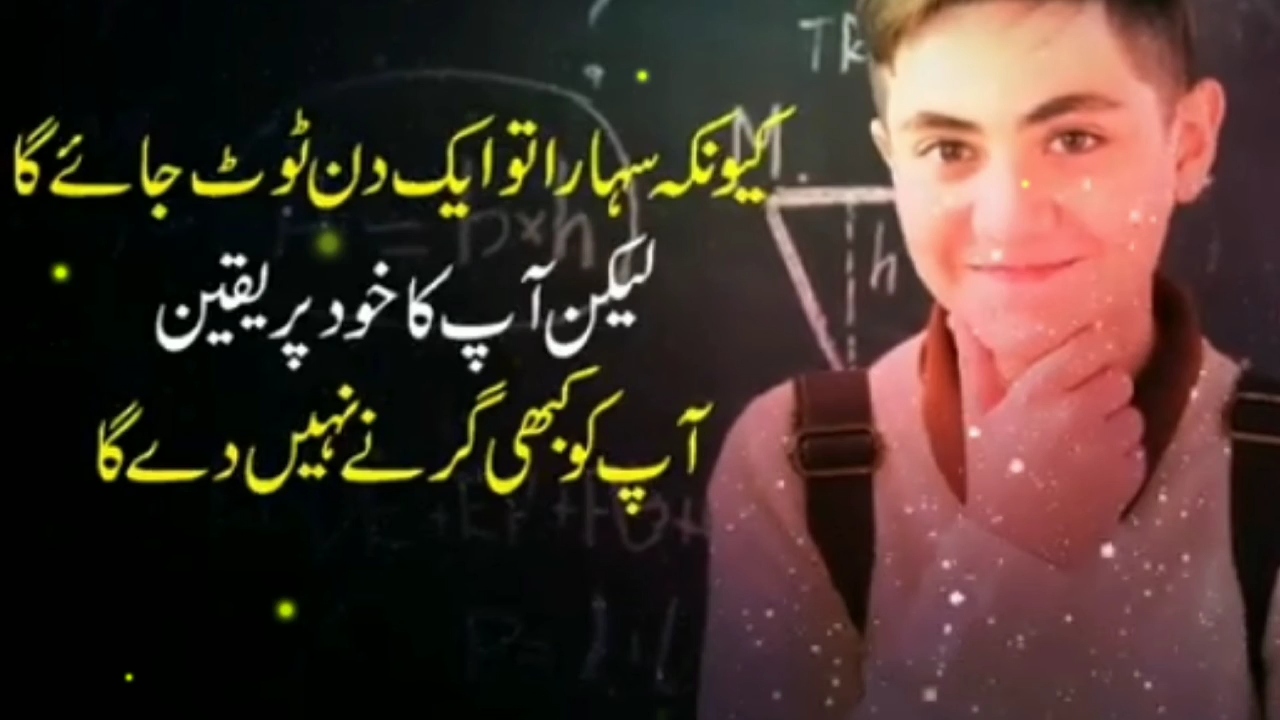 کیونکہ سہارا تو ایک دن ٹوٹ جائے گا
لیکن آپ کا خود پر یقین
آپ کو کبھی گرنے نہیں دے گا